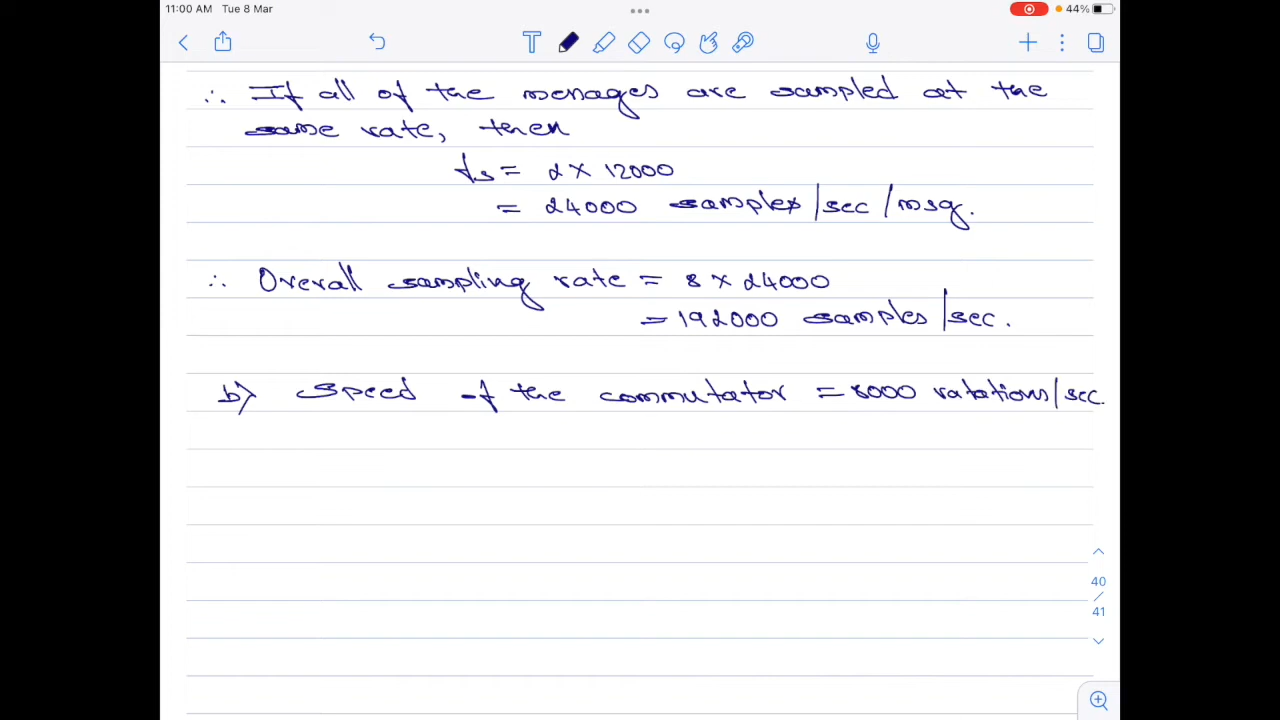 11:00 AM Tue 8 Mar
44%
∴ If all of the messages are sampled at the
same rate, then
fs = 2 × 12000
= 24000 samples/sec/msg.
∴ Overall sampling rate = 8 × 24000
= 192000 samples/sec.
b) Speed of the commutator = 8000 rotations/sec.
40
/
41